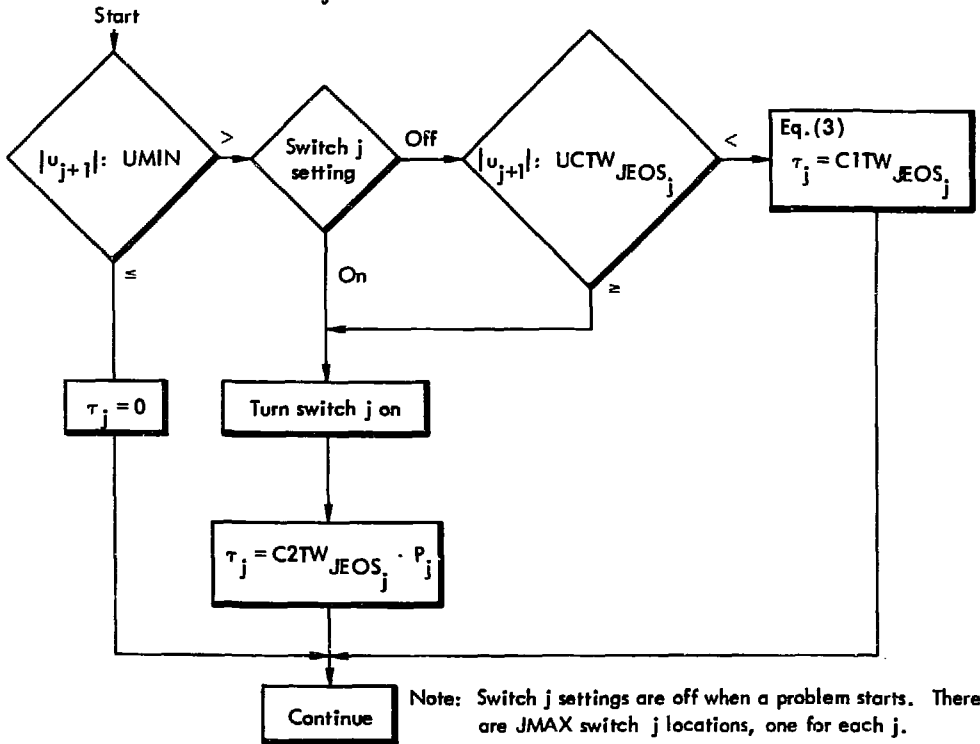 Start
|u_{j+1}|: UMIN
>
≤
Switch j
setting
Off
On
|u_{j+1}|: UCTW_{JEOS_j}
<
≥
Eq. (3)
τ_j = C1TW_{JEOS_j}
τ_j = 0
Turn switch j on
τ_j = C2TW_{JEOS_j} · P_j
Continue
Note: Switch j settings are off when a problem starts. There
are JMAX switch j locations, one for each j.